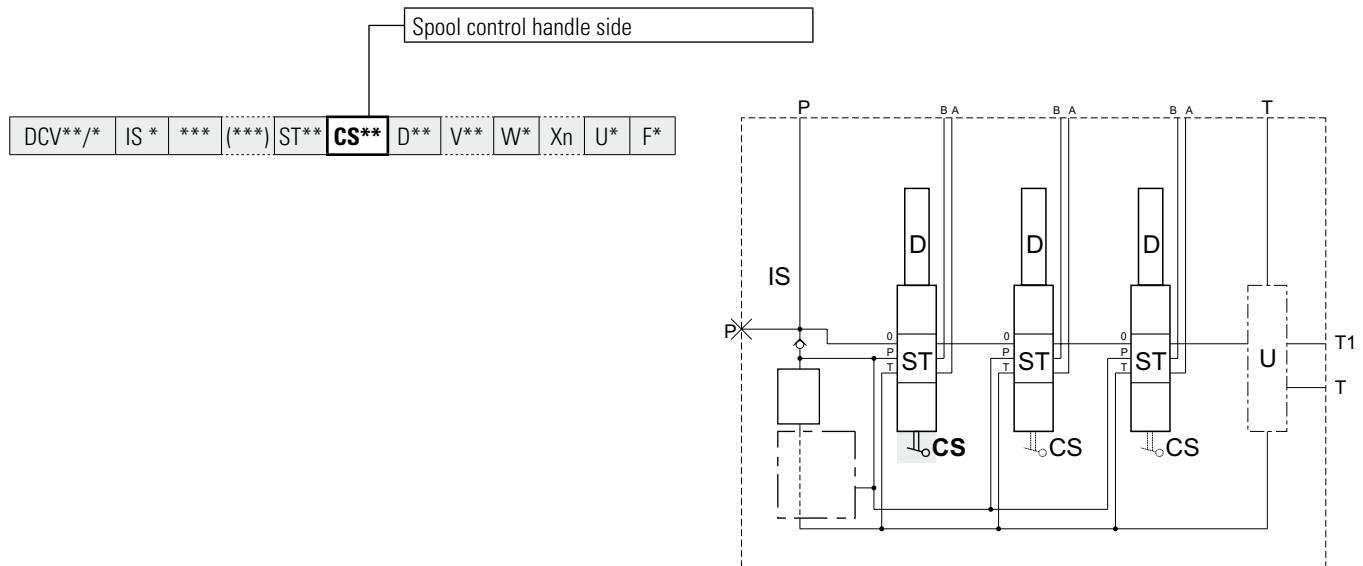 Spool control handle side
DCV**/* IS * *** (***) ST** CS** D** V** W* Xn U* F*
P B A B A B A T
D D D
IS
P
0 0 0
P P P
T T T
ST ST ST
U
T1
T
CS CS CS